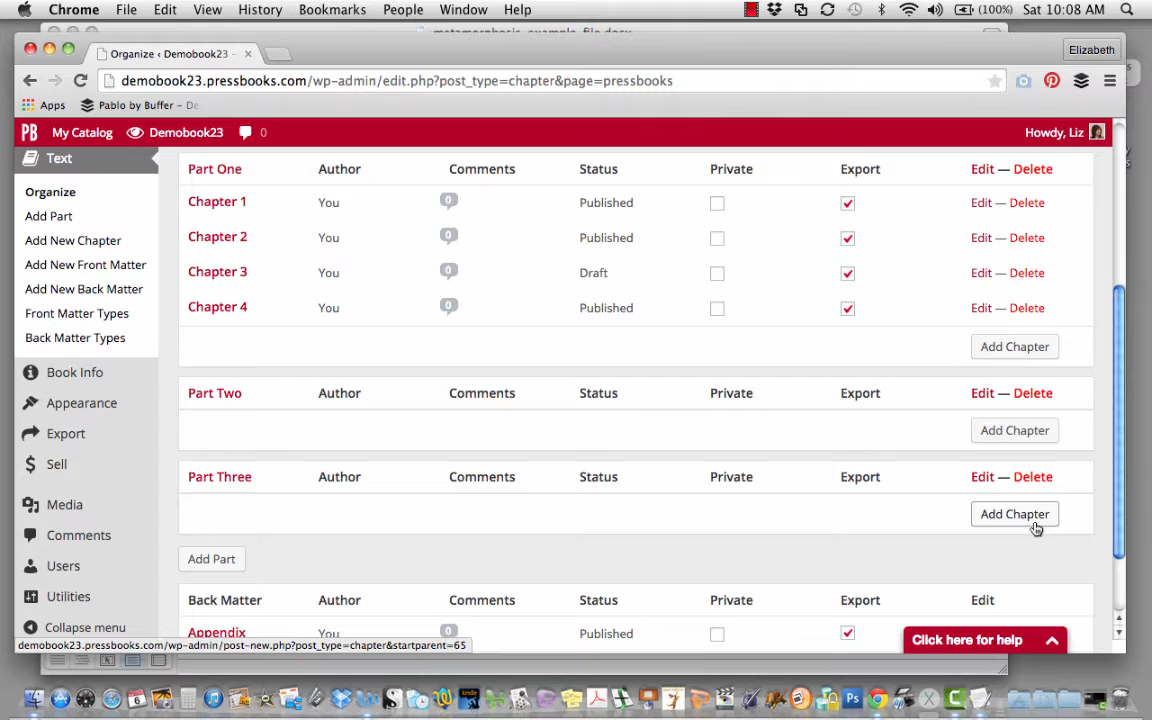 Chrome File Edit View History Bookmarks People Window Help (100%) Sat 10:08 AM
metamorphosis_example_file.docx
Organize ‹ Demobook23 – × Elizabeth
demobook23.pressbooks.com/wp-admin/edit.php?post_type=chapter&page=pressbooks
Apps Pablo by Buffer – De
PB My Catalog Demobook23 0 Howdy, Liz
Text
Organize
Add Part
Add New Chapter
Add New Front Matter
Add New Back Matter
Front Matter Types
Back Matter Types
Book Info
Appearance
Export
$ Sell
Media
Comments
Users
Utilities
Collapse menu
Part One Author Comments Status Private Export Edit — Delete
Chapter 1 You 0 Published Edit — Delete
Chapter 2 You 0 Published Edit — Delete
Chapter 3 You 0 Draft Edit — Delete
Chapter 4 You 0 Published Edit — Delete
Add Chapter
Part Two Author Comments Status Private Export Edit — Delete
Add Chapter
Part Three Author Comments Status Private Export Edit — Delete
Add Chapter
Add Part
Back Matter Author Comments Status Private Export Edit
Appendix You 0 Published
demobook23.pressbooks.com/wp-admin/post-new.php?post_type=chapter&startparent=65
Click here for help